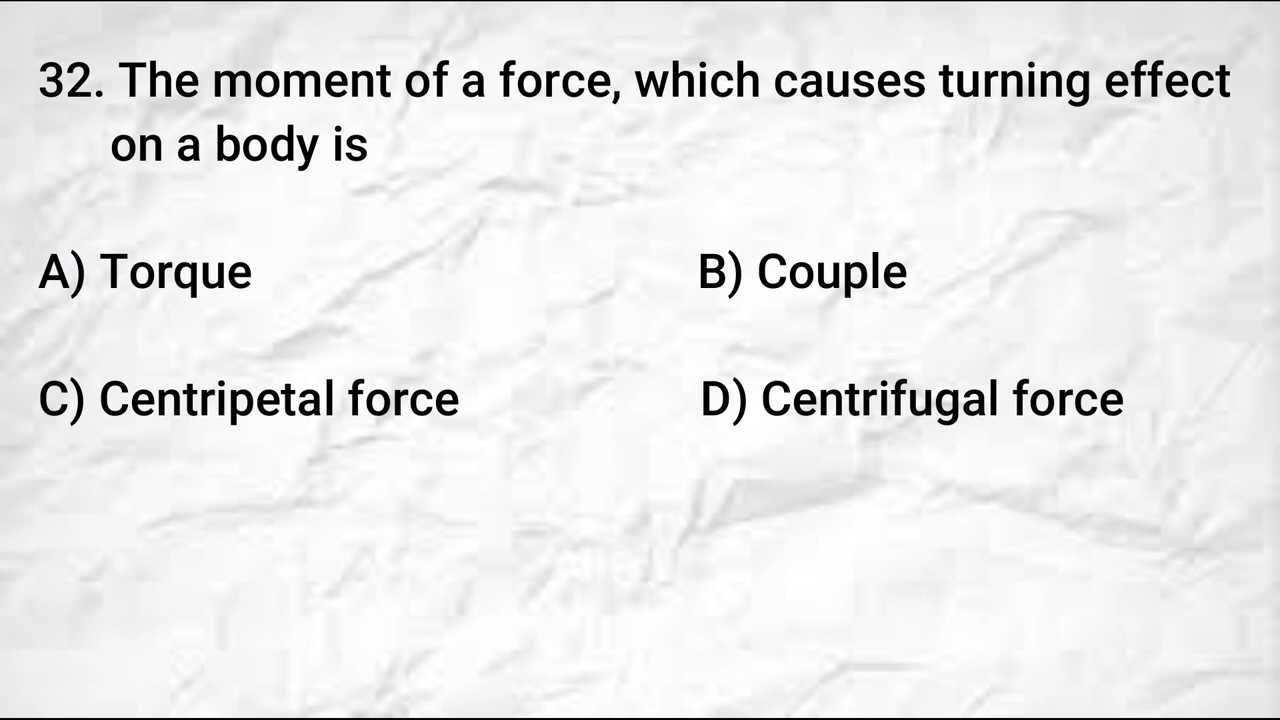 32. The moment of a force, which causes turning effect
on a body is
A) Torque B) Couple
C) Centripetal force D) Centrifugal force